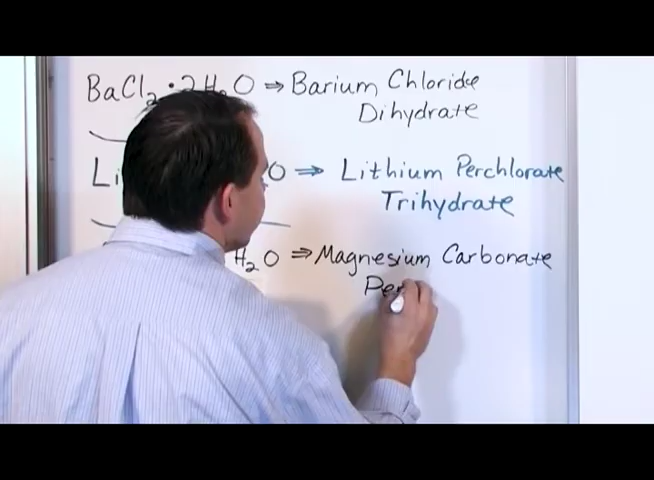 BaCl₂ · 2H₂O ⇒ Barium Chloride
Dihydrate
Li O ⇒ Lithium Perchlorate
Trihydrate
H₂O ⇒ Magnesium Carbonate
Pe